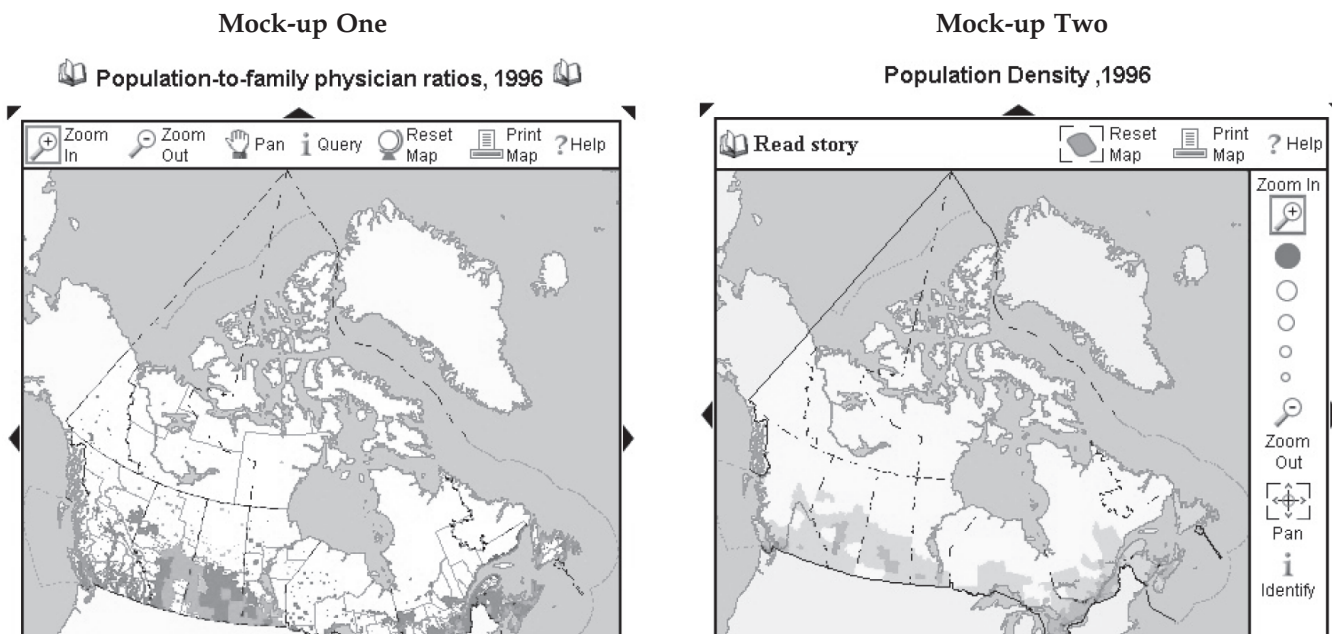 Mock-up One
Population-to-family physician ratios, 1996
Zoom In
Zoom Out
Pan
i Query
Reset Map
Print Map
? Help
Mock-up Two
Population Density ,1996
Read story
Reset Map
Print Map
? Help
Zoom In
Zoom
Out
Pan
i
Identify